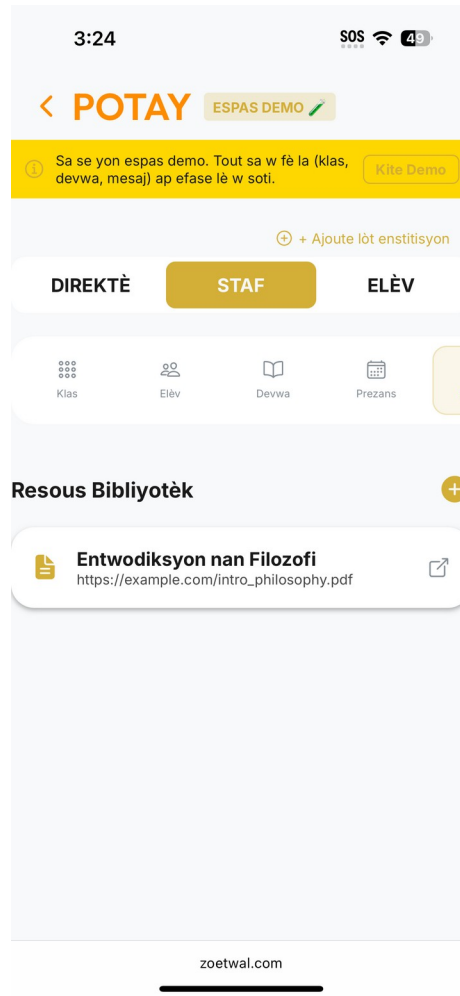 3:24
SOS
49
POTAY
ESPAS DEMO
Sa se yon espas demo. Tout sa w fè la (klas,
devwa, mesaj) ap efase lè w soti.
Kite Demo
+ Ajoute lòt enstitisyon
DIREKTÈ
STAF
ELÈV
Klas
Elèv
Devwa
Prezans
Resous Bibliyotèk
Entwodiksyon nan Filozofi
https://example.com/intro_philosophy.pdf
zoetwal.com